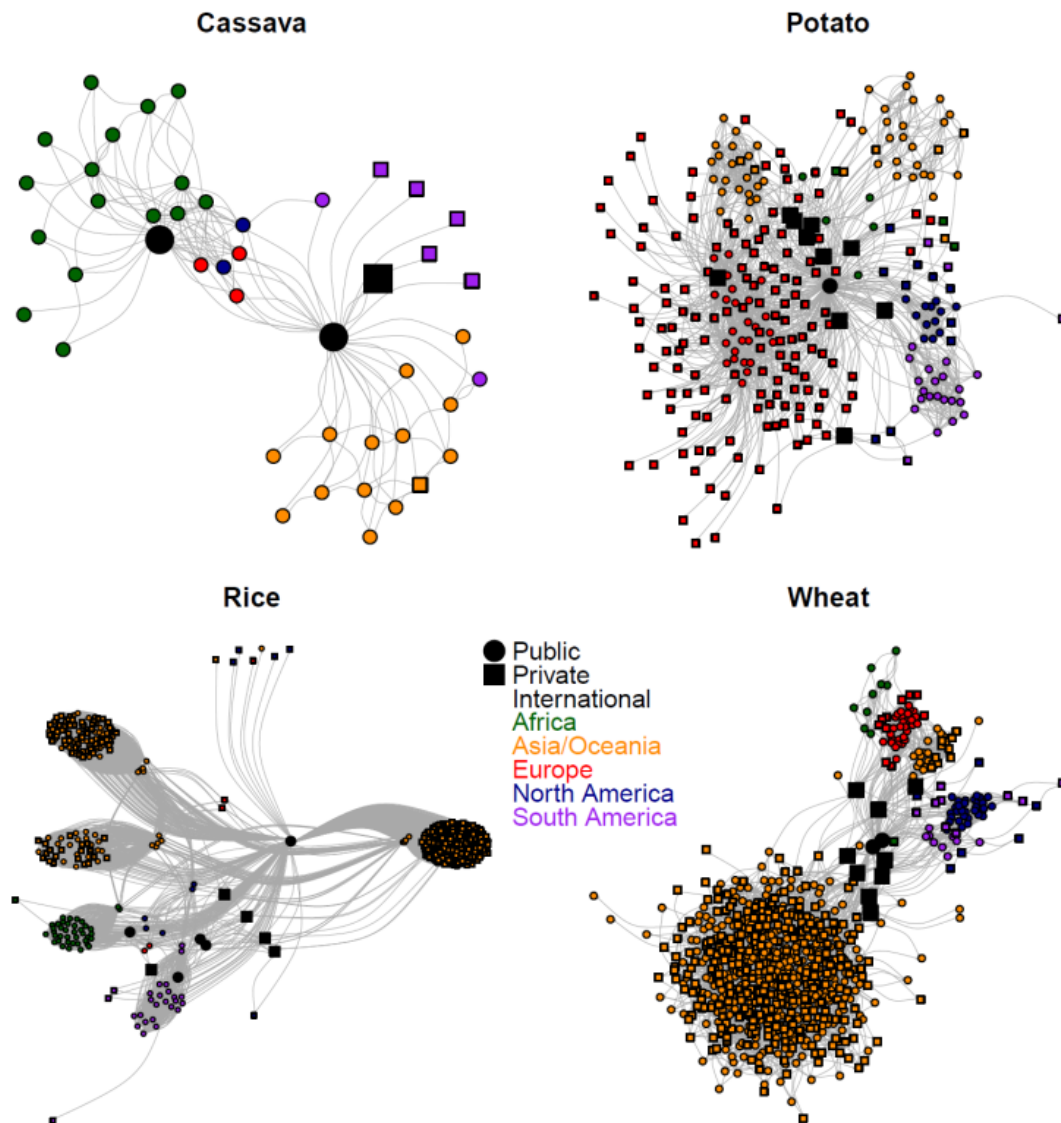 Cassava
Potato
Rice
Wheat
Public
Private
International
Africa
Asia/Oceania
Europe
North America
South America